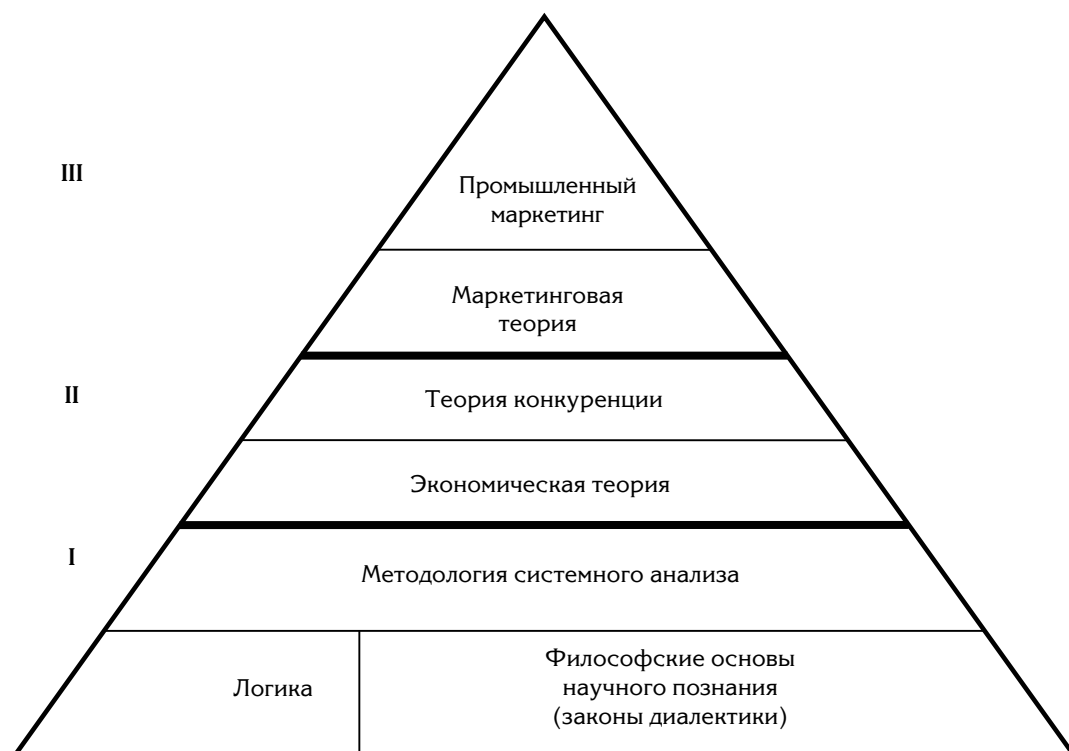 III
Промышленный
маркетинг
Маркетинговая
теория
II
Теория конкуренции
Экономическая теория
I
Методология системного анализа
Логика
Философские основы
научного познания
(законы диалектики)